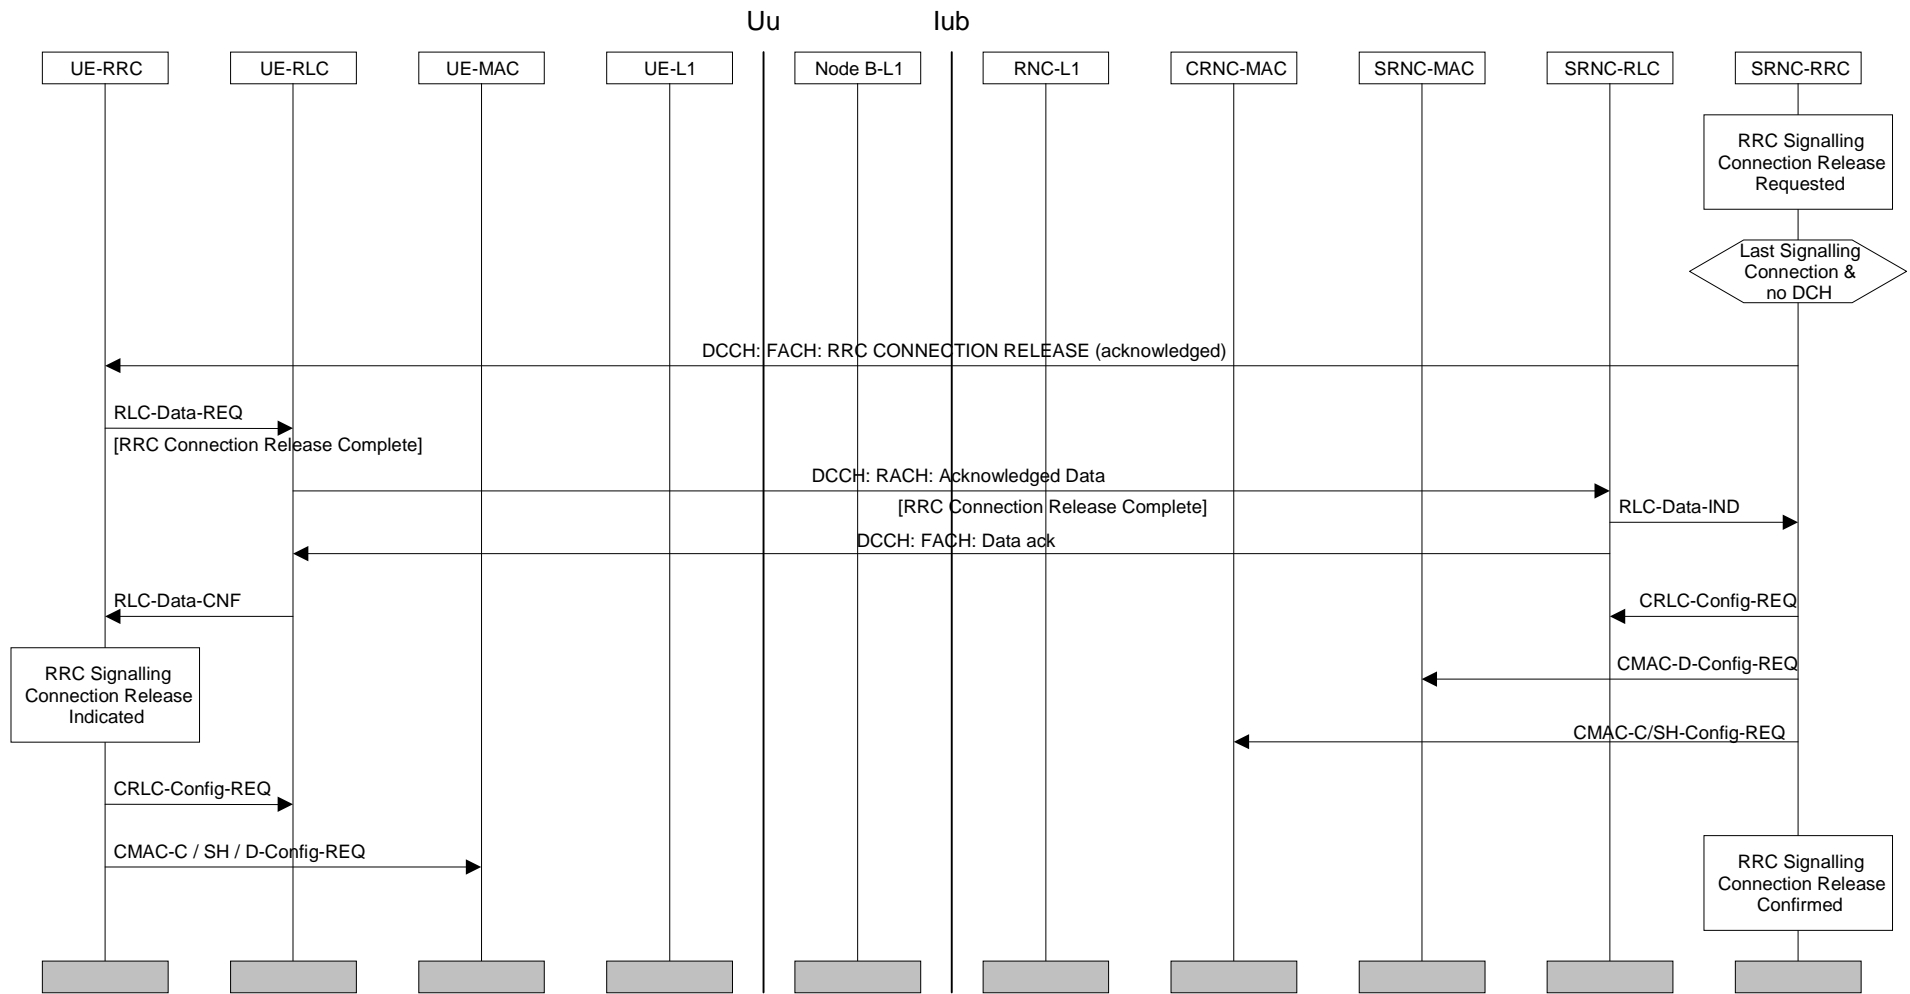 Uu
Iub
UE-RRC
UE-RLC
UE-MAC
UE-L1
Node B-L1
RNC-L1
CRNC-MAC
SRNC-MAC
SRNC-RLC
SRNC-RRC
RRC Signalling
Connection Release
Requested
Last Signalling
Connection &
no DCH
DCCH: FACH: RRC CONNECTION RELEASE (acknowledged)
RLC-Data-REQ
[RRC Connection Release Complete]
DCCH: RACH: Acknowledged Data
[RRC Connection Release Complete]
RLC-Data-IND
DCCH: FACH: Data ack
RLC-Data-CNF
CRLC-Config-REQ
RRC Signalling
Connection Release
Indicated
CMAC-D-Config-REQ
CMAC-C/SH-Config-REQ
CRLC-Config-REQ
CMAC-C / SH / D-Config-REQ
RRC Signalling
Connection Release
Confirmed